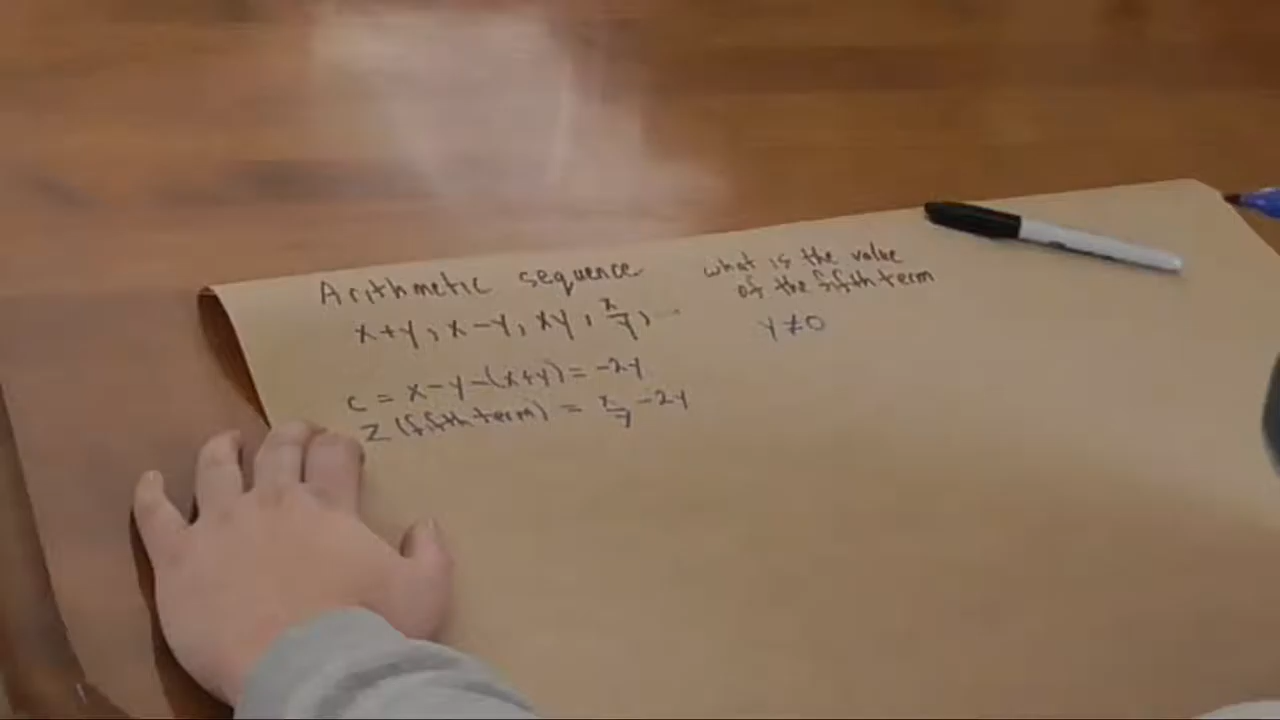 Arithmetic sequence
x+y, x-y, xy, x/y, ...
c = x-y-(x+y) = -2y
z (fifth term) = x/y - 2y
what is the value
of the fifth term
y ≠ 0